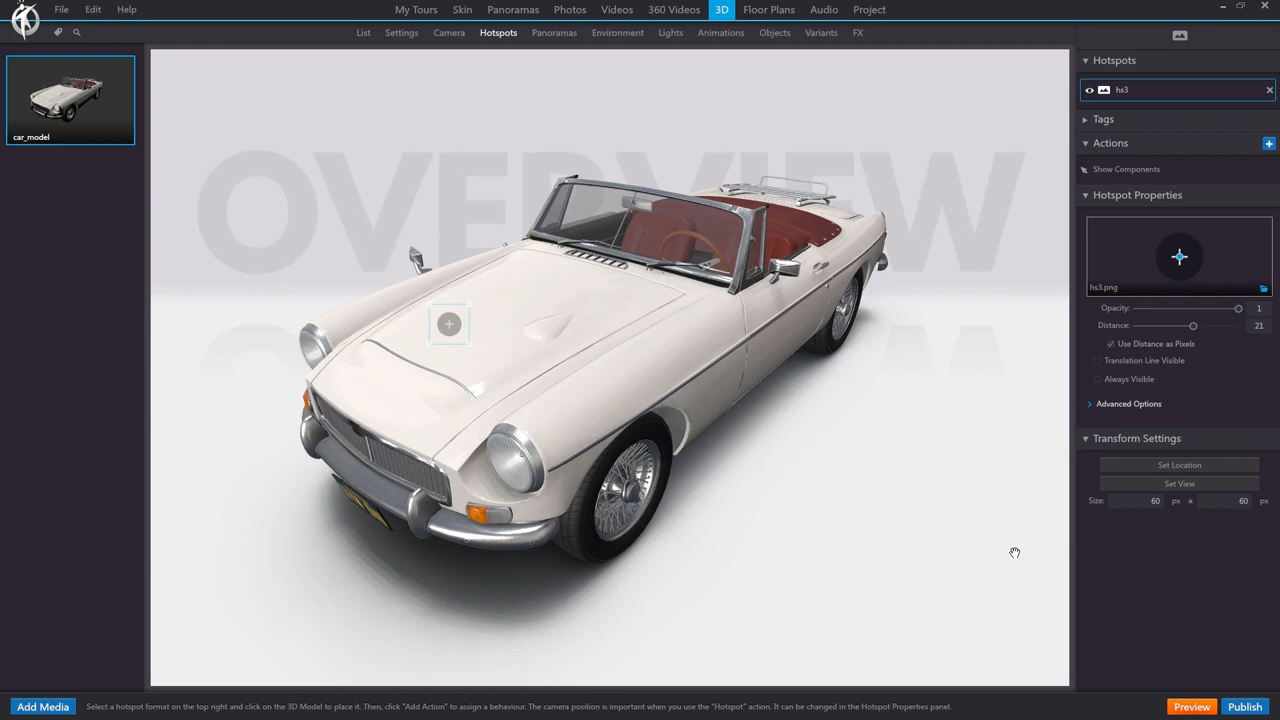 File Edit Help
My Tours Skin Panoramas Photos Videos 360 Videos 3D Floor Plans Audio Project
List Settings Camera Hotspots Panoramas Environment Lights Animations Objects Variants FX
car_model
OVERVIEW
Hotspots
hs3
Tags
Actions
Show Components
Hotspot Properties
hs3.png
Opacity: 1
Distance: 21
Use Distance as Pixels
Translation Line Visible
Always Visible
Advanced Options
Transform Settings
Set Location
Set View
Size: 60 px × 60 px
Add Media
Select a hotspot format on the top right and click on the 3D Model to place it. Then, click "Add Action" to assign a behaviour. The camera position is important when you use the "Hotspot" action. It can be changed in the Hotspot Properties panel.
Preview
Publish